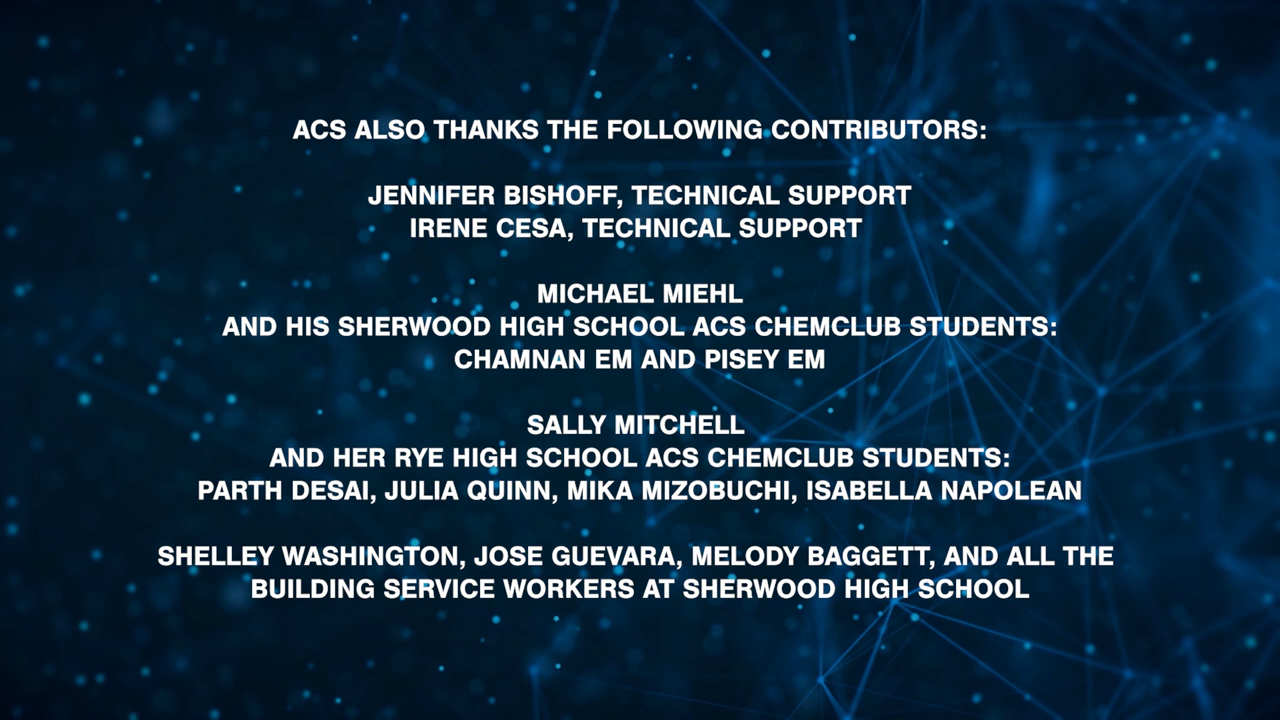 ACS ALSO THANKS THE FOLLOWING CONTRIBUTORS:
JENNIFER BISHOFF, TECHNICAL SUPPORT
IRENE CESA, TECHNICAL SUPPORT
MICHAEL MIEHL
AND HIS SHERWOOD HIGH SCHOOL ACS CHEMCLUB STUDENTS:
CHAMNAN EM AND PISEY EM
SALLY MITCHELL
AND HER RYE HIGH SCHOOL ACS CHEMCLUB STUDENTS:
PARTH DESAI, JULIA QUINN, MIKA MIZOBUCHI, ISABELLA NAPOLEAN
SHELLEY WASHINGTON, JOSE GUEVARA, MELODY BAGGETT, AND ALL THE
BUILDING SERVICE WORKERS AT SHERWOOD HIGH SCHOOL